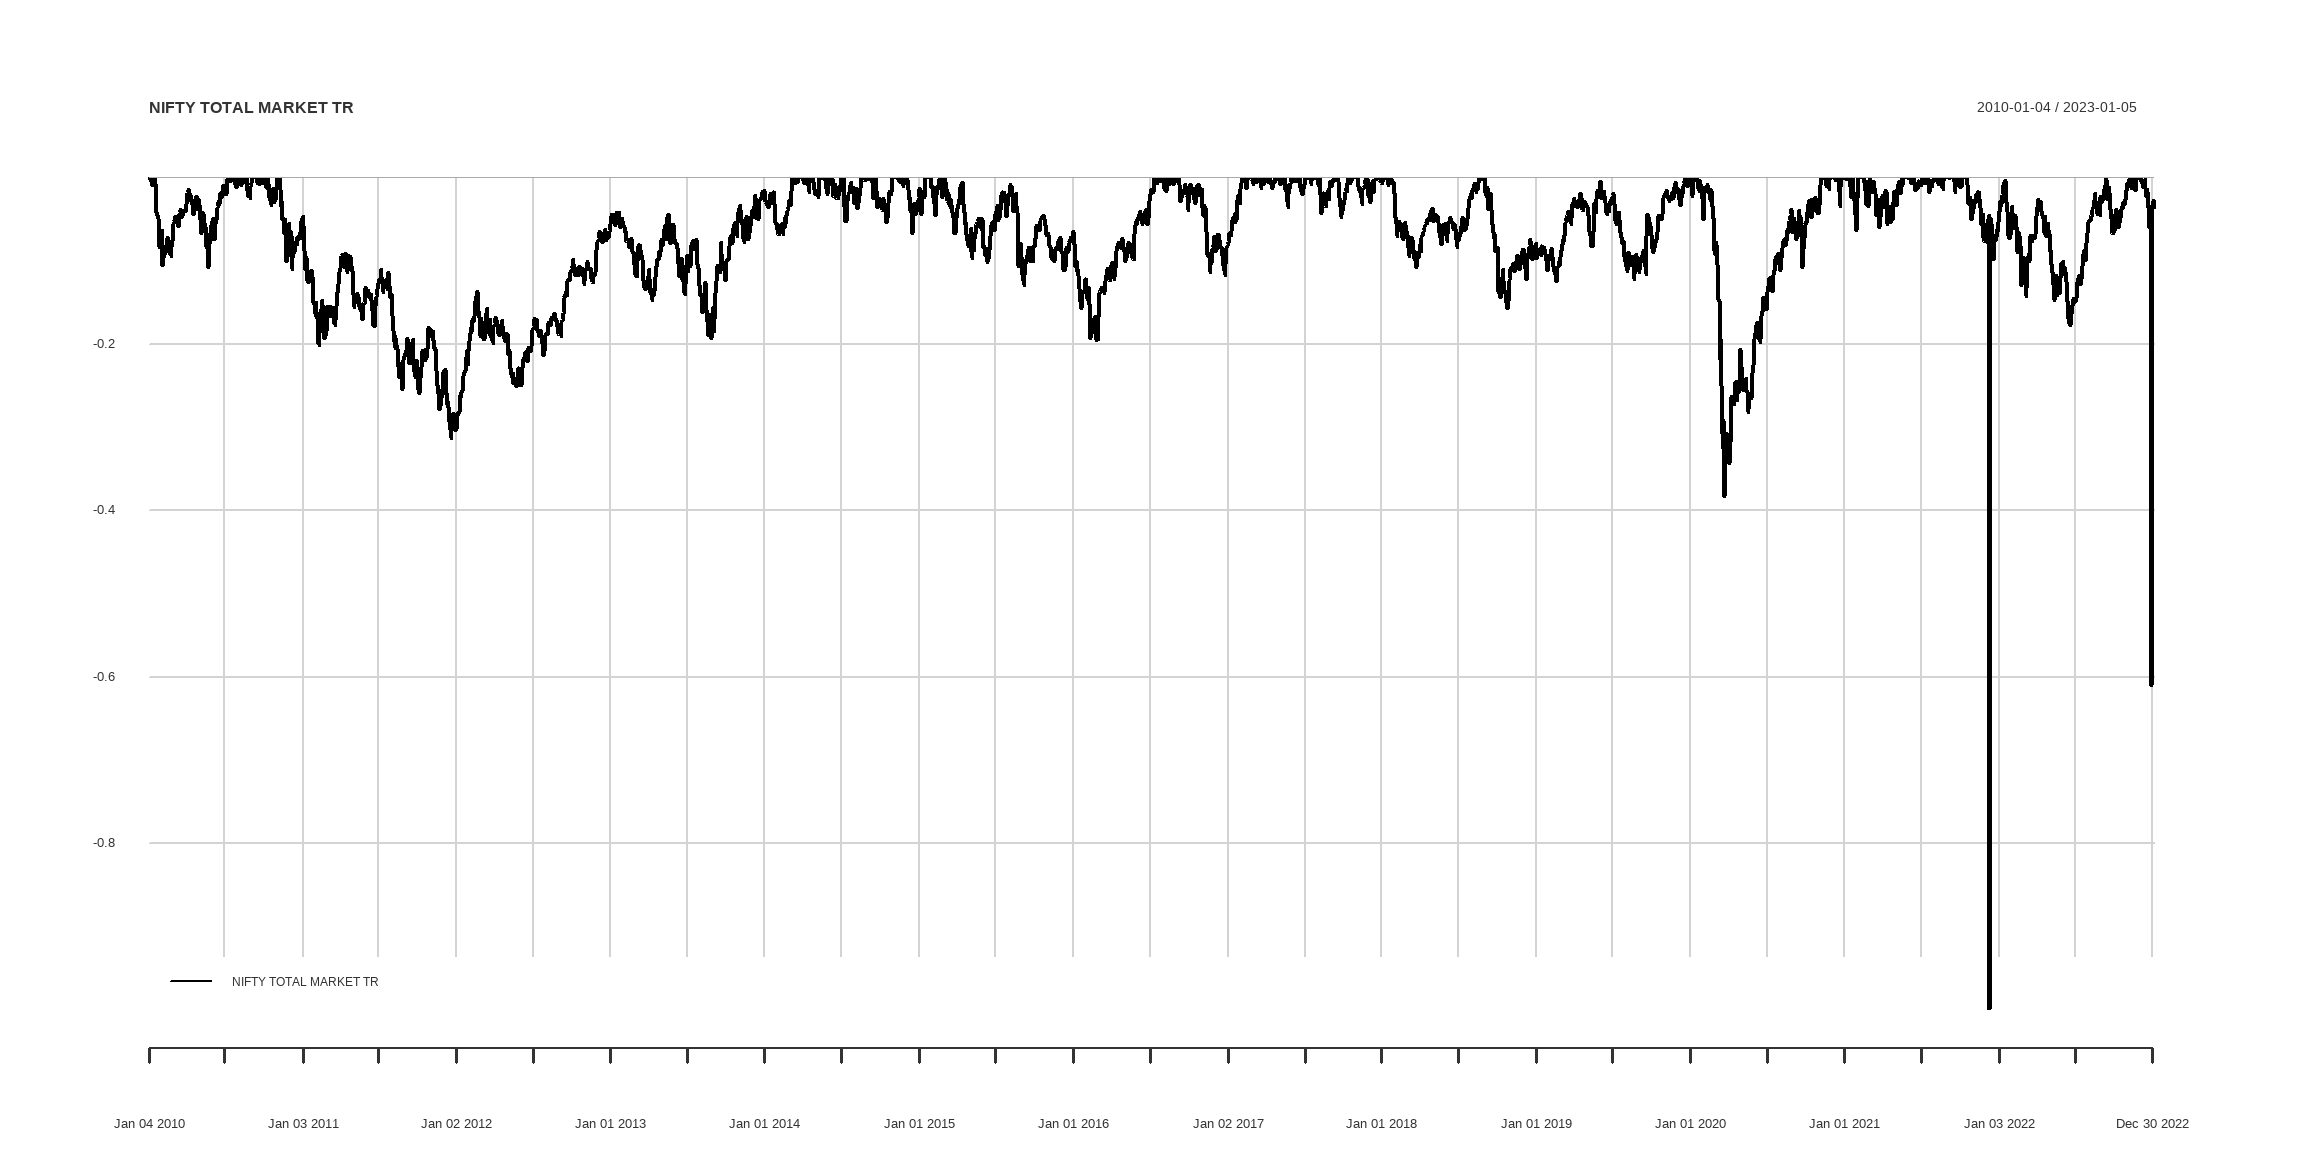 NIFTY TOTAL MARKET TR
2010-01-04 / 2023-01-05
-0.2
-0.4
-0.6
-0.8
NIFTY TOTAL MARKET TR
Jan 04 2010
Jan 03 2011
Jan 02 2012
Jan 01 2013
Jan 01 2014
Jan 01 2015
Jan 01 2016
Jan 02 2017
Jan 01 2018
Jan 01 2019
Jan 01 2020
Jan 01 2021
Jan 03 2022
Dec 30 2022